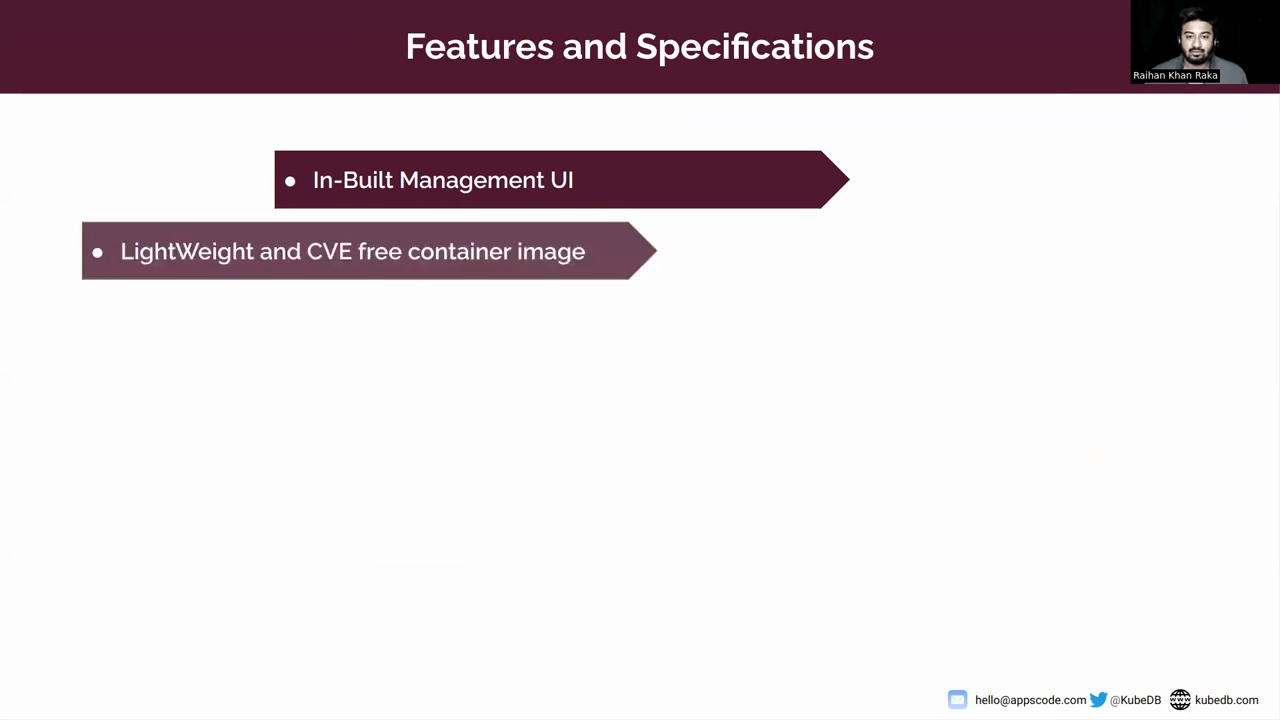 Features and Specifications
Raihan Khan Raka
● In-Built Management UI
● LightWeight and CVE free container image
hello@appscode.com @KubeDB kubedb.com